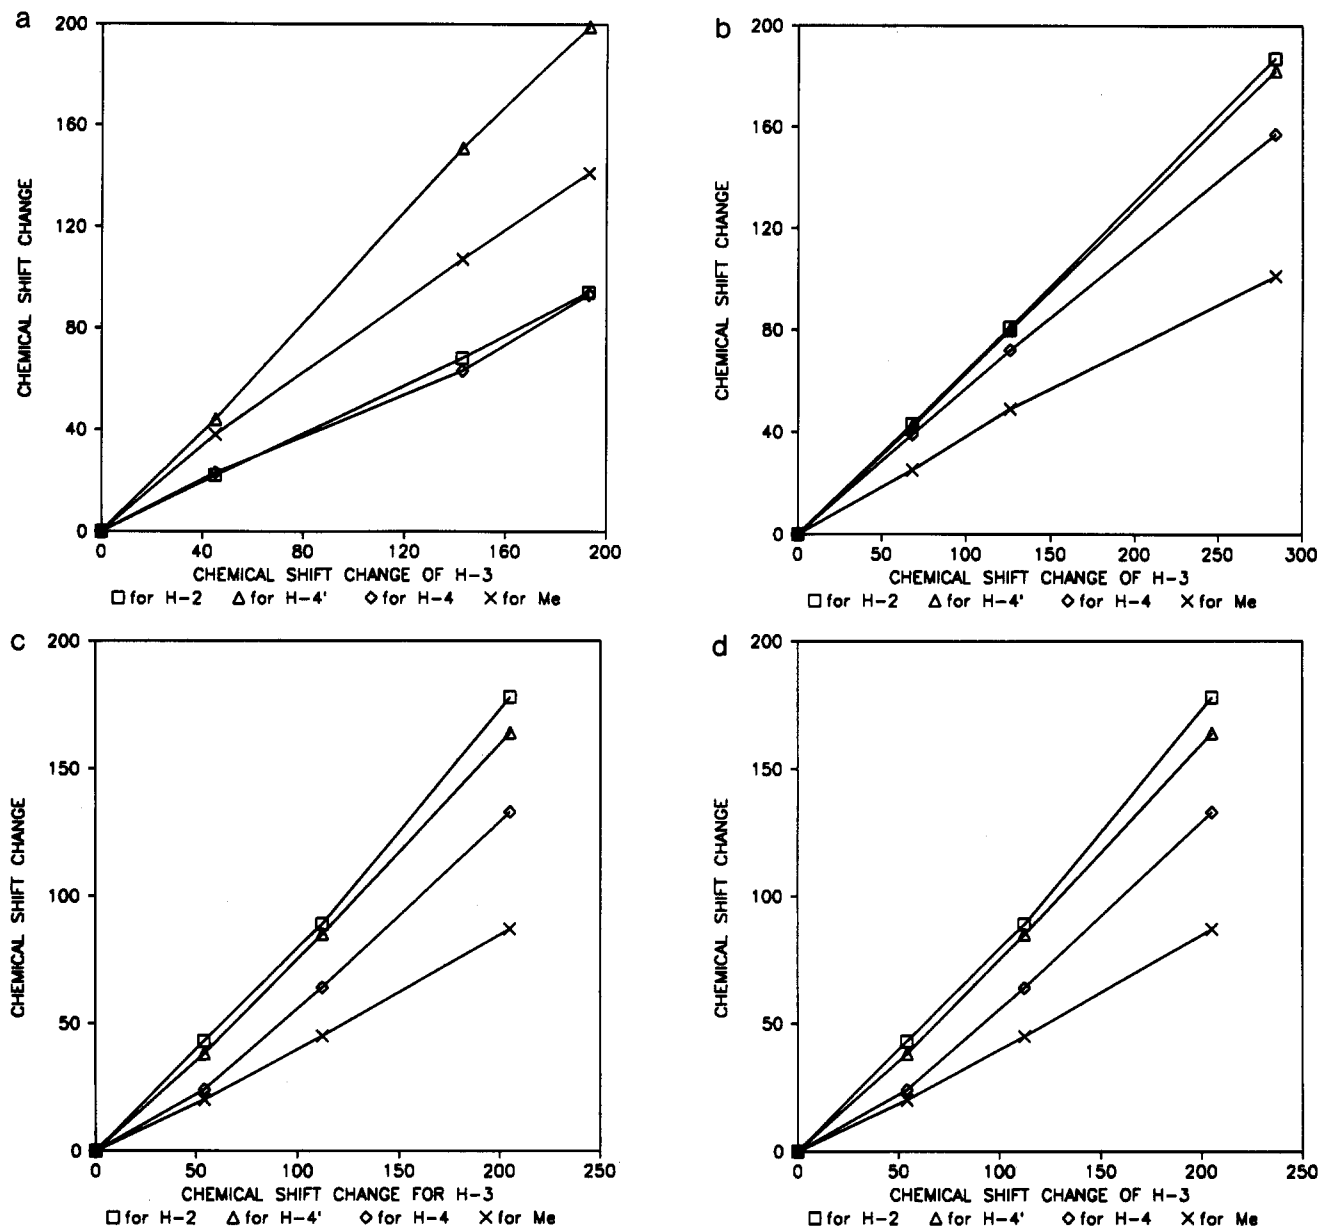 a
200
160
120
80
40
0
CHEMICAL SHIFT CHANGE
0 40 80 120 160 200
CHEMICAL SHIFT CHANGE OF H-3
for H-2 for H-4' for H-4 for Me
b
200
160
120
80
40
0
CHEMICAL SHIFT CHANGE
0 50 100 150 200 250 300
CHEMICAL SHIFT CHANGE OF H-3
for H-2 for H-4' for H-4 for Me
c
200
150
100
50
0
CHEMICAL SHIFT CHANGE
0 50 100 150 200 250
CHEMICAL SHIFT CHANGE FOR H-3
for H-2 for H-4' for H-4 for Me
d
200
150
100
50
0
CHEMICAL SHIFT CHANGE
0 50 100 150 200 250
CHEMICAL SHIFT CHANGE OF H-3
for H-2 for H-4' for H-4 for Me